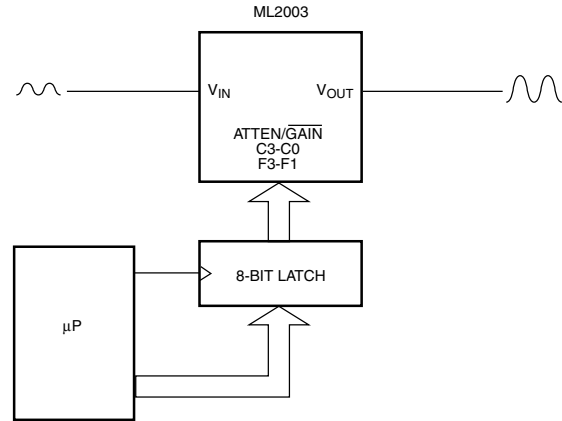 ML2003
VIN VOUT
ATTEN/GAIN
C3-C0
F3-F1
8-BIT LATCH
μP